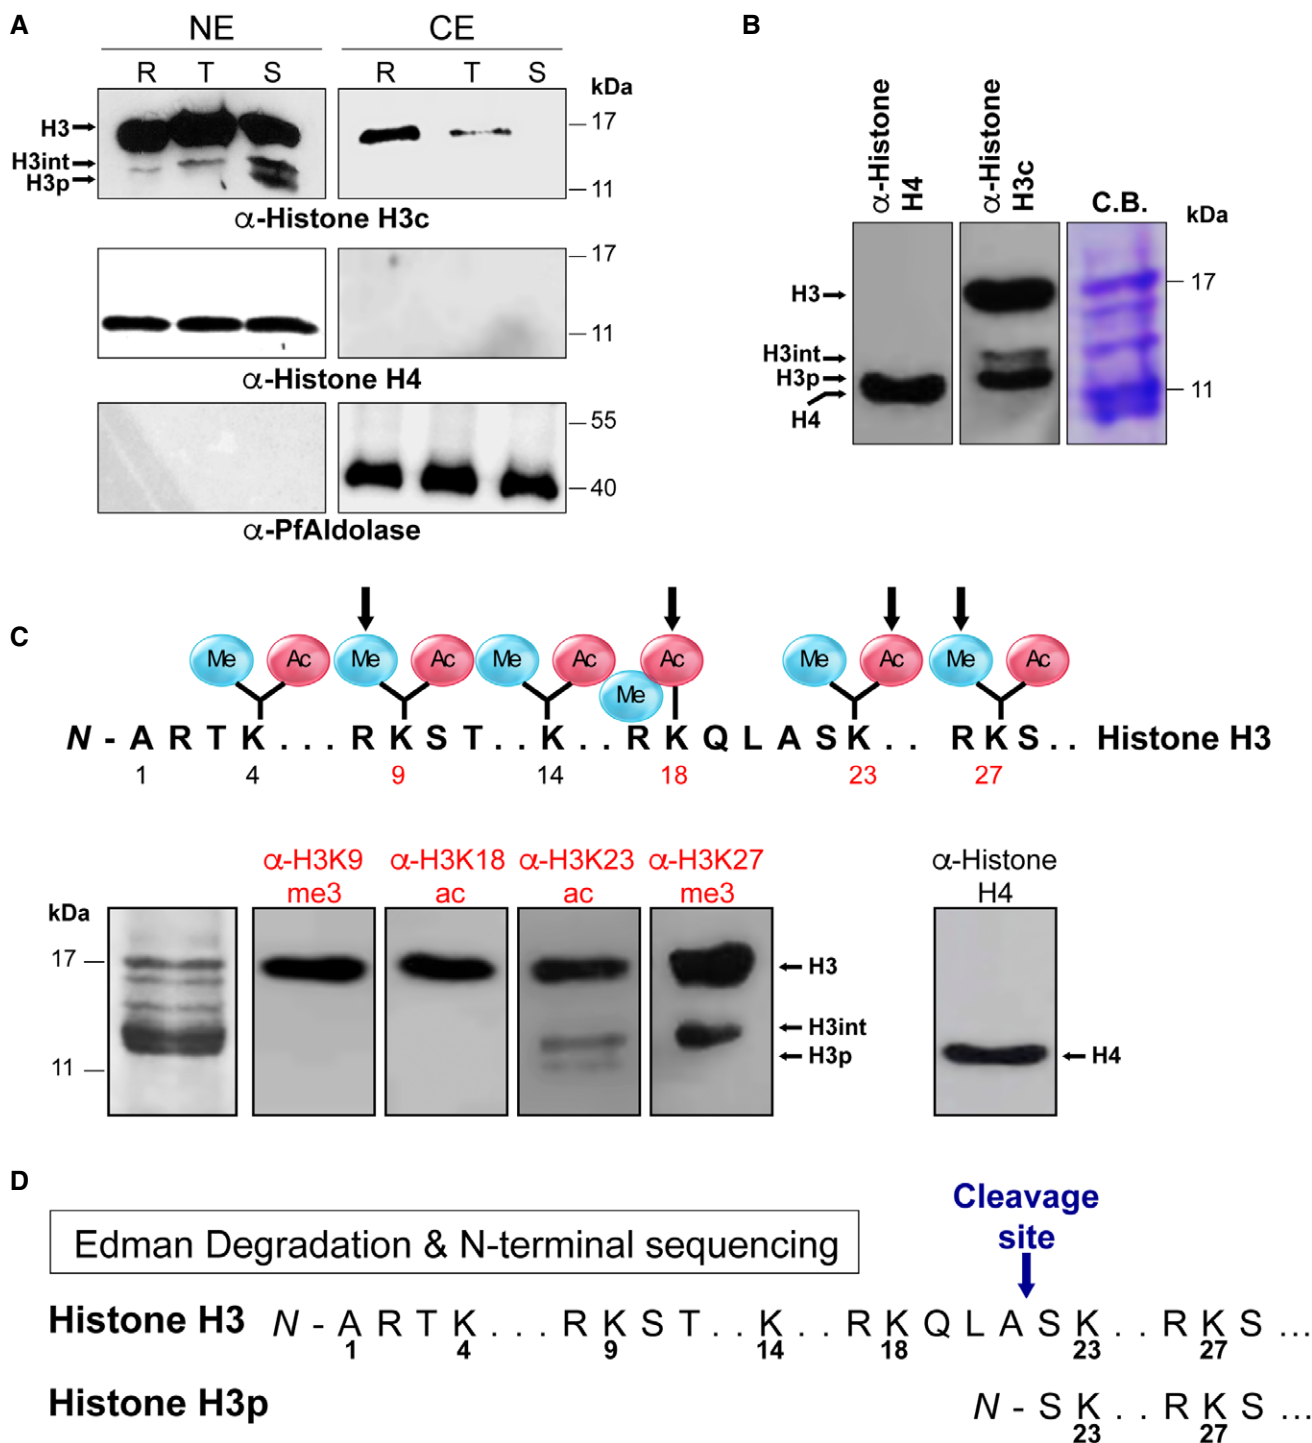 A
NE CE
R T S R T S
kDa
H3
H3int
H3p
17
11
α-Histone H3c
17
11
α-Histone H4
55
40
α-PfAldolase
B
α-Histone H4
α-Histone H3c
C.B.
kDa
H3
H3int
H3p
H4
17
11
C
Me Ac Me Ac Me Ac Me Ac Me Ac Me Ac
N - A R T K . . . R K S T . . K . . R K Q L A S K . . R K S . . Histone H3
1 4 9 14 18 23 27
α-H3K9 me3
α-H3K18 ac
α-H3K23 ac
α-H3K27 me3
α-Histone H4
kDa
17
11
H3
H3int
H3p
H4
D
Cleavage site
Edman Degradation & N-terminal sequencing
Histone H3 N - A R T K . . . R K S T . . K . . R K Q L A S K . . R K S ...
1 4 9 14 18 23 27
Histone H3p N - S K . . R K S ...
23 27